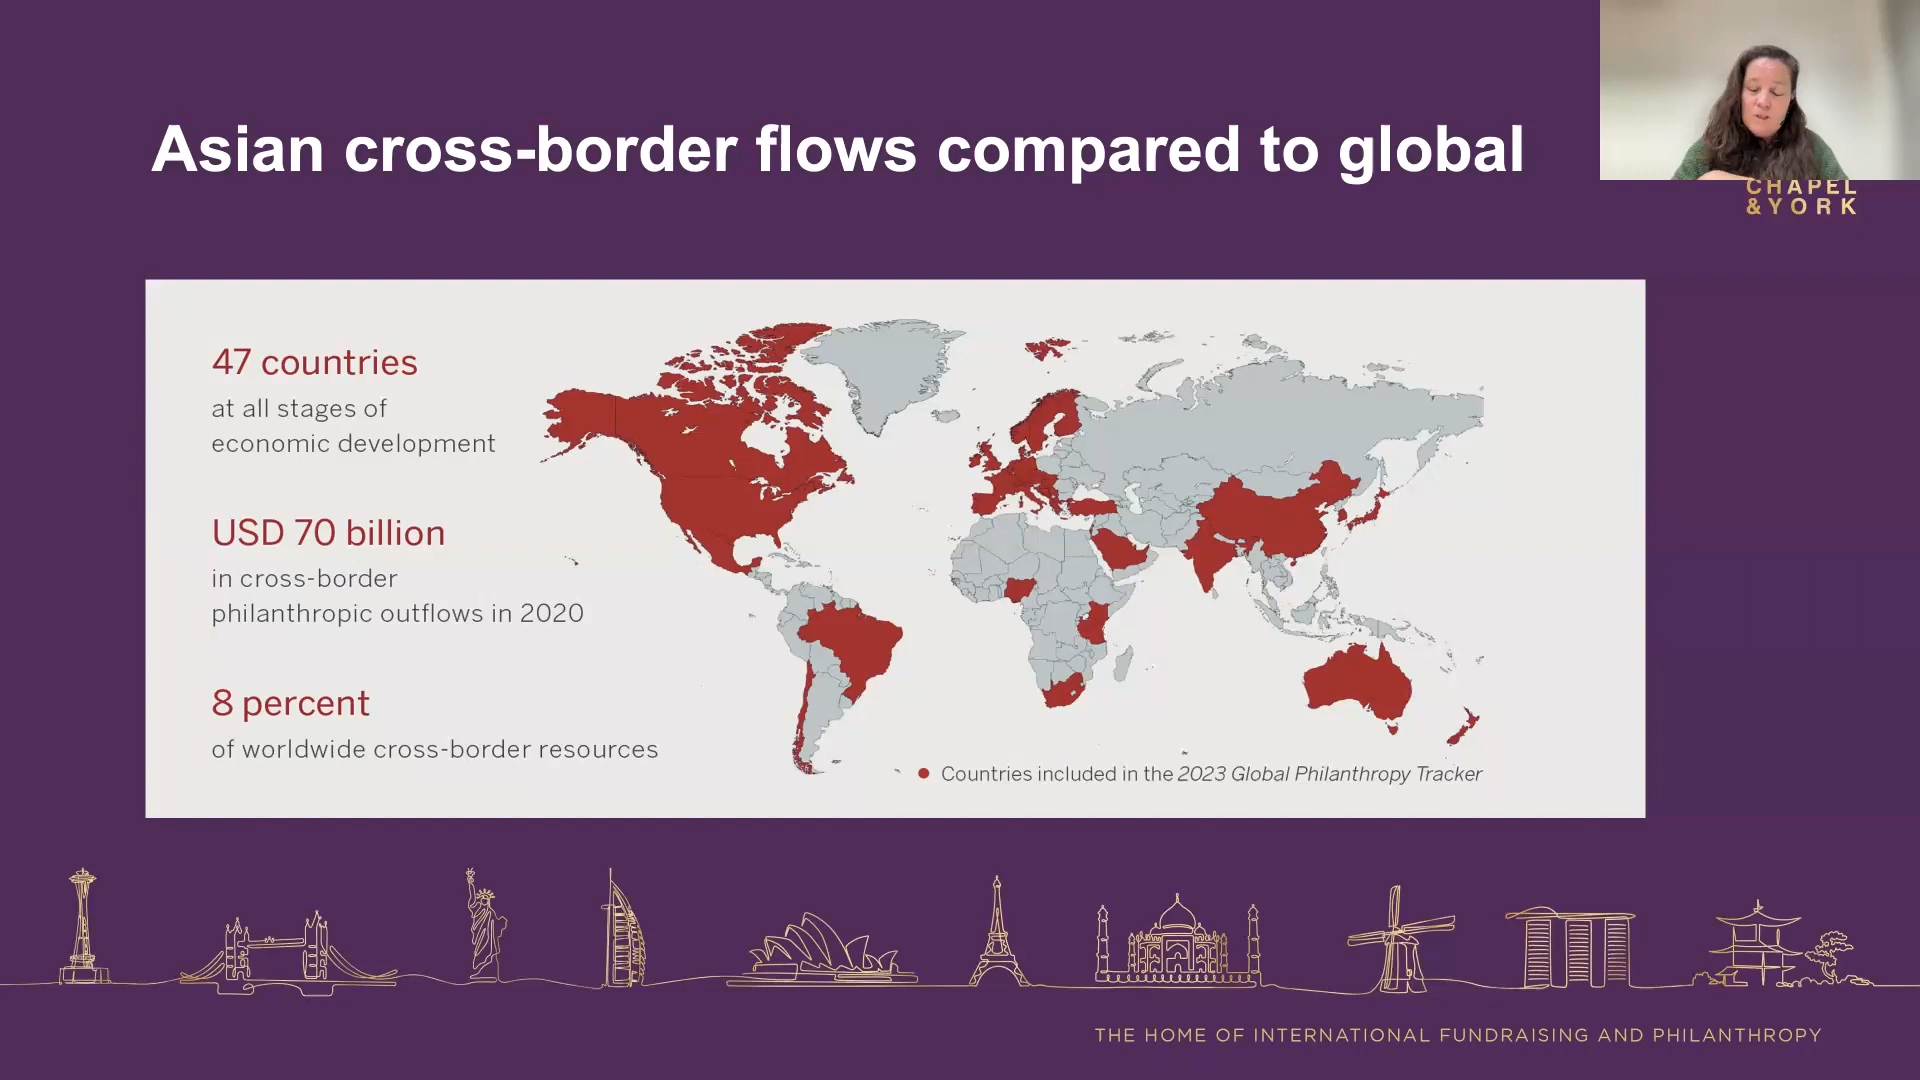 Asian cross-border flows compared to global
CHAPEL
&YORK
47 countries
at all stages of
economic development
USD 70 billion
in cross-border
philanthropic outflows in 2020
8 percent
of worldwide cross-border resources
Countries included in the 2023 Global Philanthropy Tracker
THE HOME OF INTERNATIONAL FUNDRAISING AND PHILANTHROPY